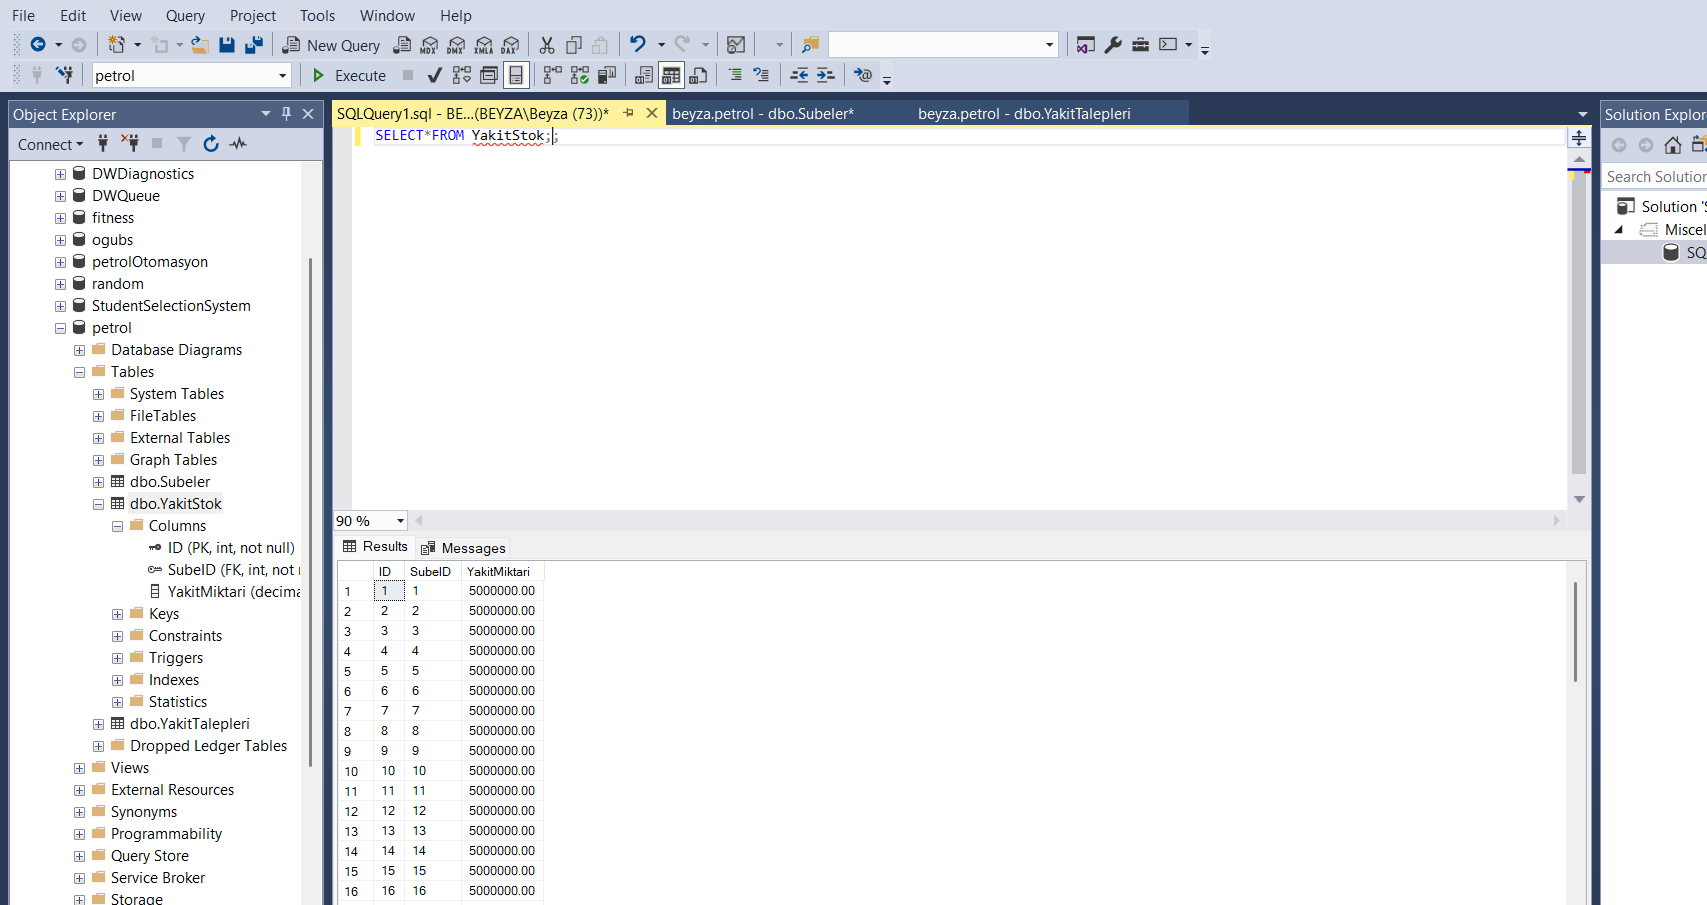 File Edit View Query Project Tools Window Help
New Query MDX DMX XMLA DAX
petrol Execute
Object Explorer
Connect
DWDiagnostics
DWQueue
fitness
ogubs
petrolOtomasyon
random
StudentSelectionSystem
petrol
Database Diagrams
Tables
System Tables
FileTables
External Tables
Graph Tables
dbo.Subeler
dbo.YakitStok
Columns
ID (PK, int, not null)
SubeID (FK, int, not
YakitMiktari (decima
Keys
Constraints
Triggers
Indexes
Statistics
dbo.YakitTalepleri
Dropped Ledger Tables
Views
External Resources
Synonyms
Programmability
Query Store
Service Broker
Storage
SQLQuery1.sql - BE...(BEYZA\Beyza (73))* beyza.petrol - dbo.Subeler* beyza.petrol - dbo.YakitTalepleri
SELECT*FROM YakitStok;;
90 %
Results Messages
ID SubeID YakitMiktari
1 1 1 5000000.00
2 2 2 5000000.00
3 3 3 5000000.00
4 4 4 5000000.00
5 5 5 5000000.00
6 6 6 5000000.00
7 7 7 5000000.00
8 8 8 5000000.00
9 9 9 5000000.00
10 10 10 5000000.00
11 11 11 5000000.00
12 12 12 5000000.00
13 13 13 5000000.00
14 14 14 5000000.00
15 15 15 5000000.00
16 16 16 5000000.00
Solution Explor
Search Solution
Solution 'S
Miscel
SQ